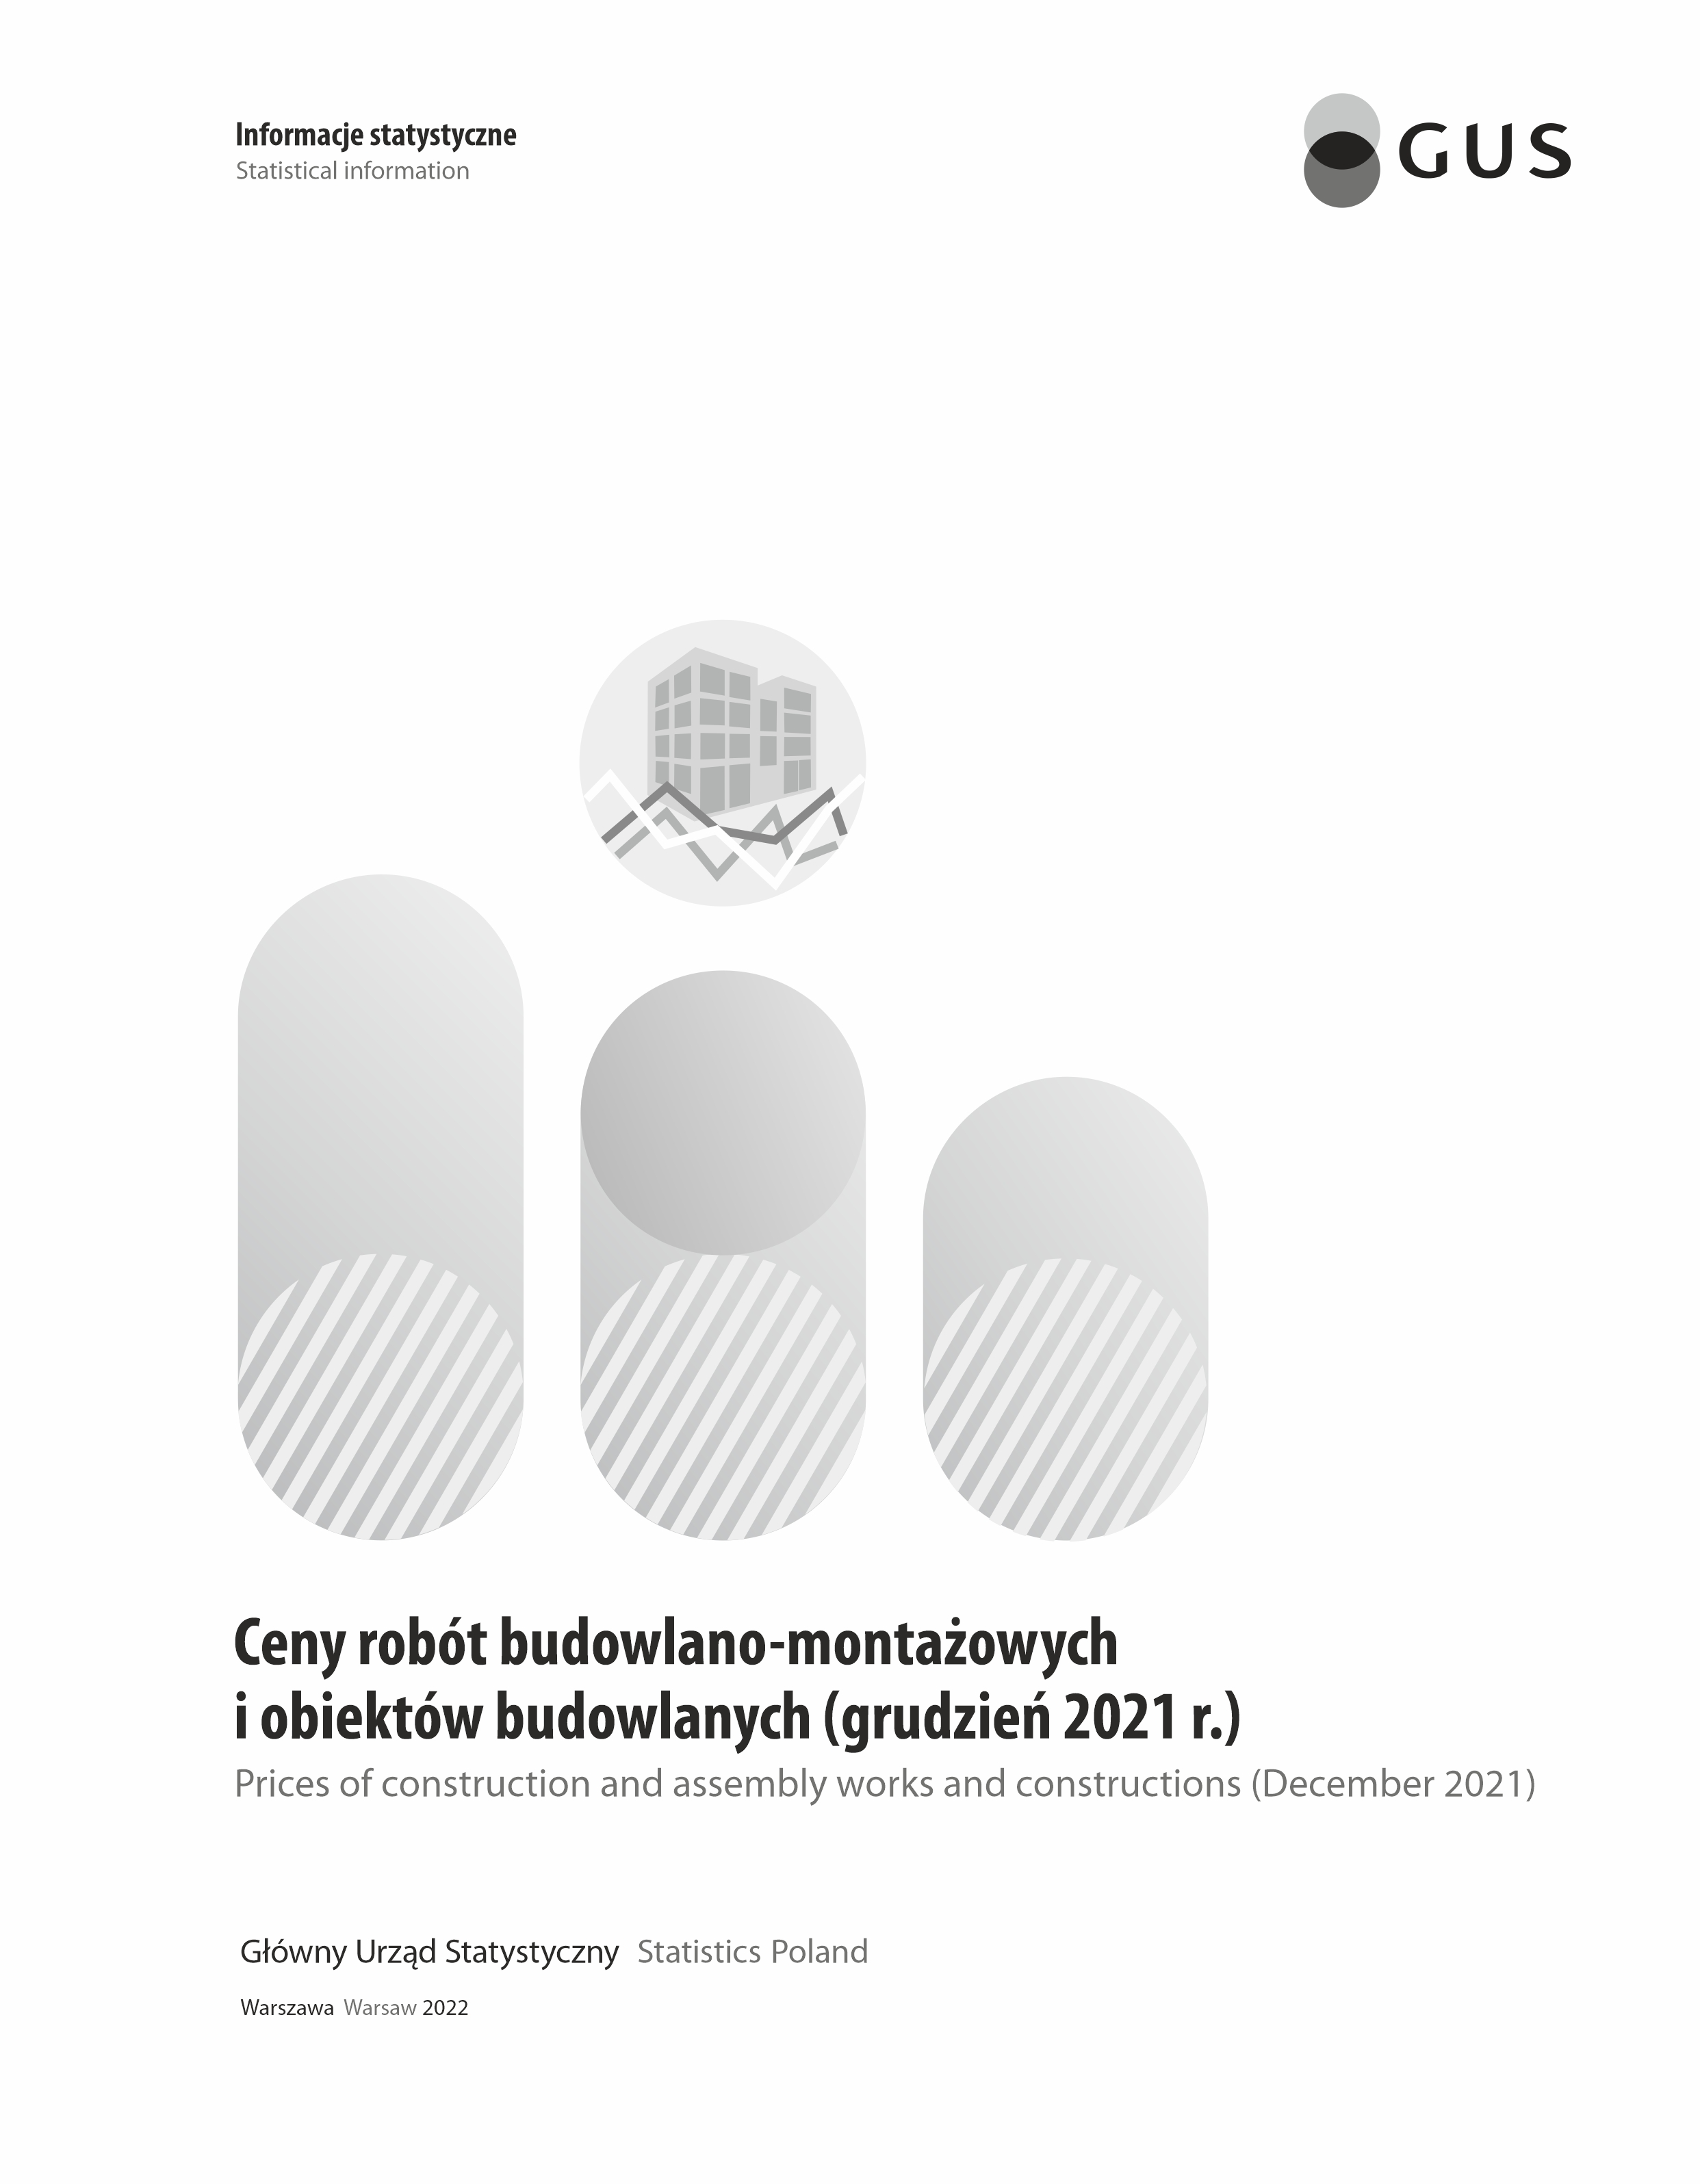 Informacje statystyczne
Statistical information
GUS
Ceny robót budowlano-montażowych
i obiektów budowlanych (grudzień 2021 r.)
Prices of construction and assembly works and constructions (December 2021)
Główny Urząd Statystyczny Statistics Poland
Warszawa Warsaw 2022